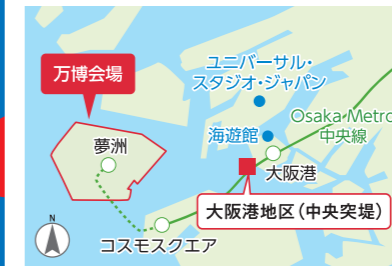 万博会場
ユニバーサル・
スタジオ・ジャパン
Osaka Metro
中央線
海遊館
夢洲
大阪港
大阪港地区(中央突堤)
N
コスモスクエア